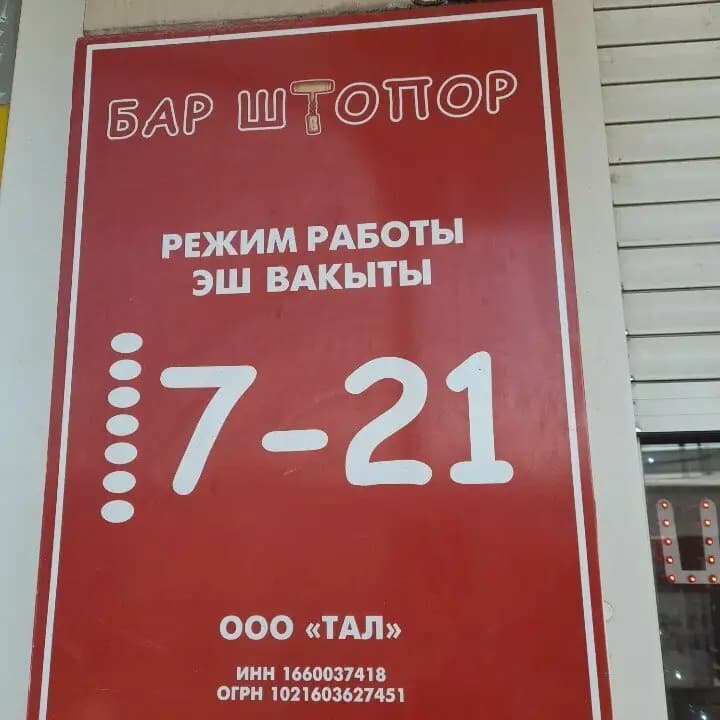 БАР ШТОПОР
РЕЖИМ РАБОТЫ
ЭШ ВАКЫТЫ
7-21
ООО «ТАЛ»
ИНН 1660037418
ОГРН 1021603627451